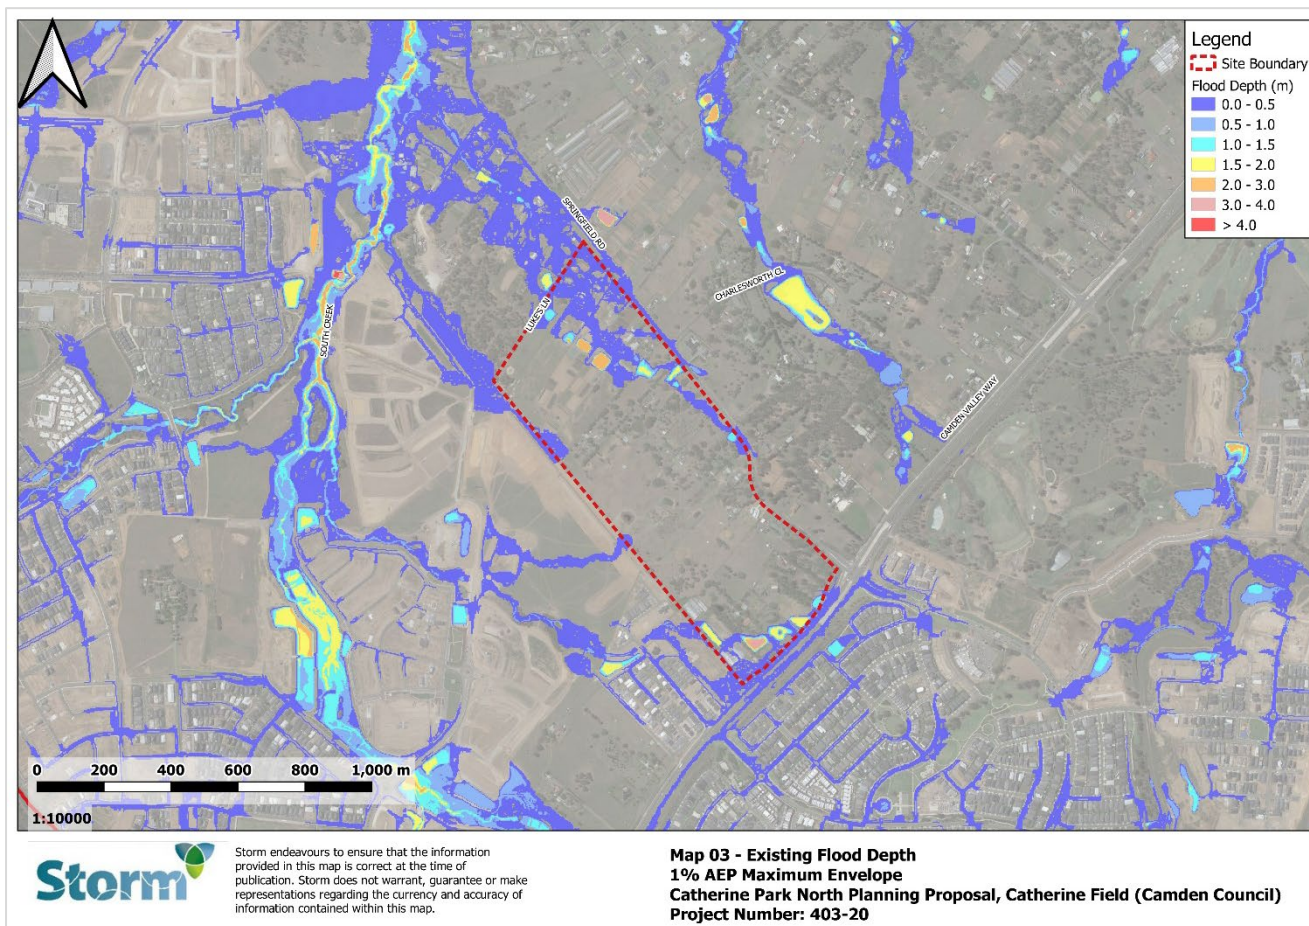 Legend
Site Boundary
Flood Depth (m)
0.0 - 0.5
0.5 - 1.0
1.0 - 1.5
1.5 - 2.0
2.0 - 3.0
3.0 - 4.0
> 4.0
SPRINGFIELD RD
LUKE'S LN
CHARLESWORTH CL
SOUTH CREEK
CAMDEN VALLEY WAY
0 200 400 600 800 1,000 m
1:10000
Storm
Storm endeavours to ensure that the information
provided in this map is correct at the time of
publication. Storm does not warrant, guarantee or make
representations regarding the currency and accuracy of
information contained within this map.
Map 03 - Existing Flood Depth
1% AEP Maximum Envelope
Catherine Park North Planning Proposal, Catherine Field (Camden Council)
Project Number: 403-20